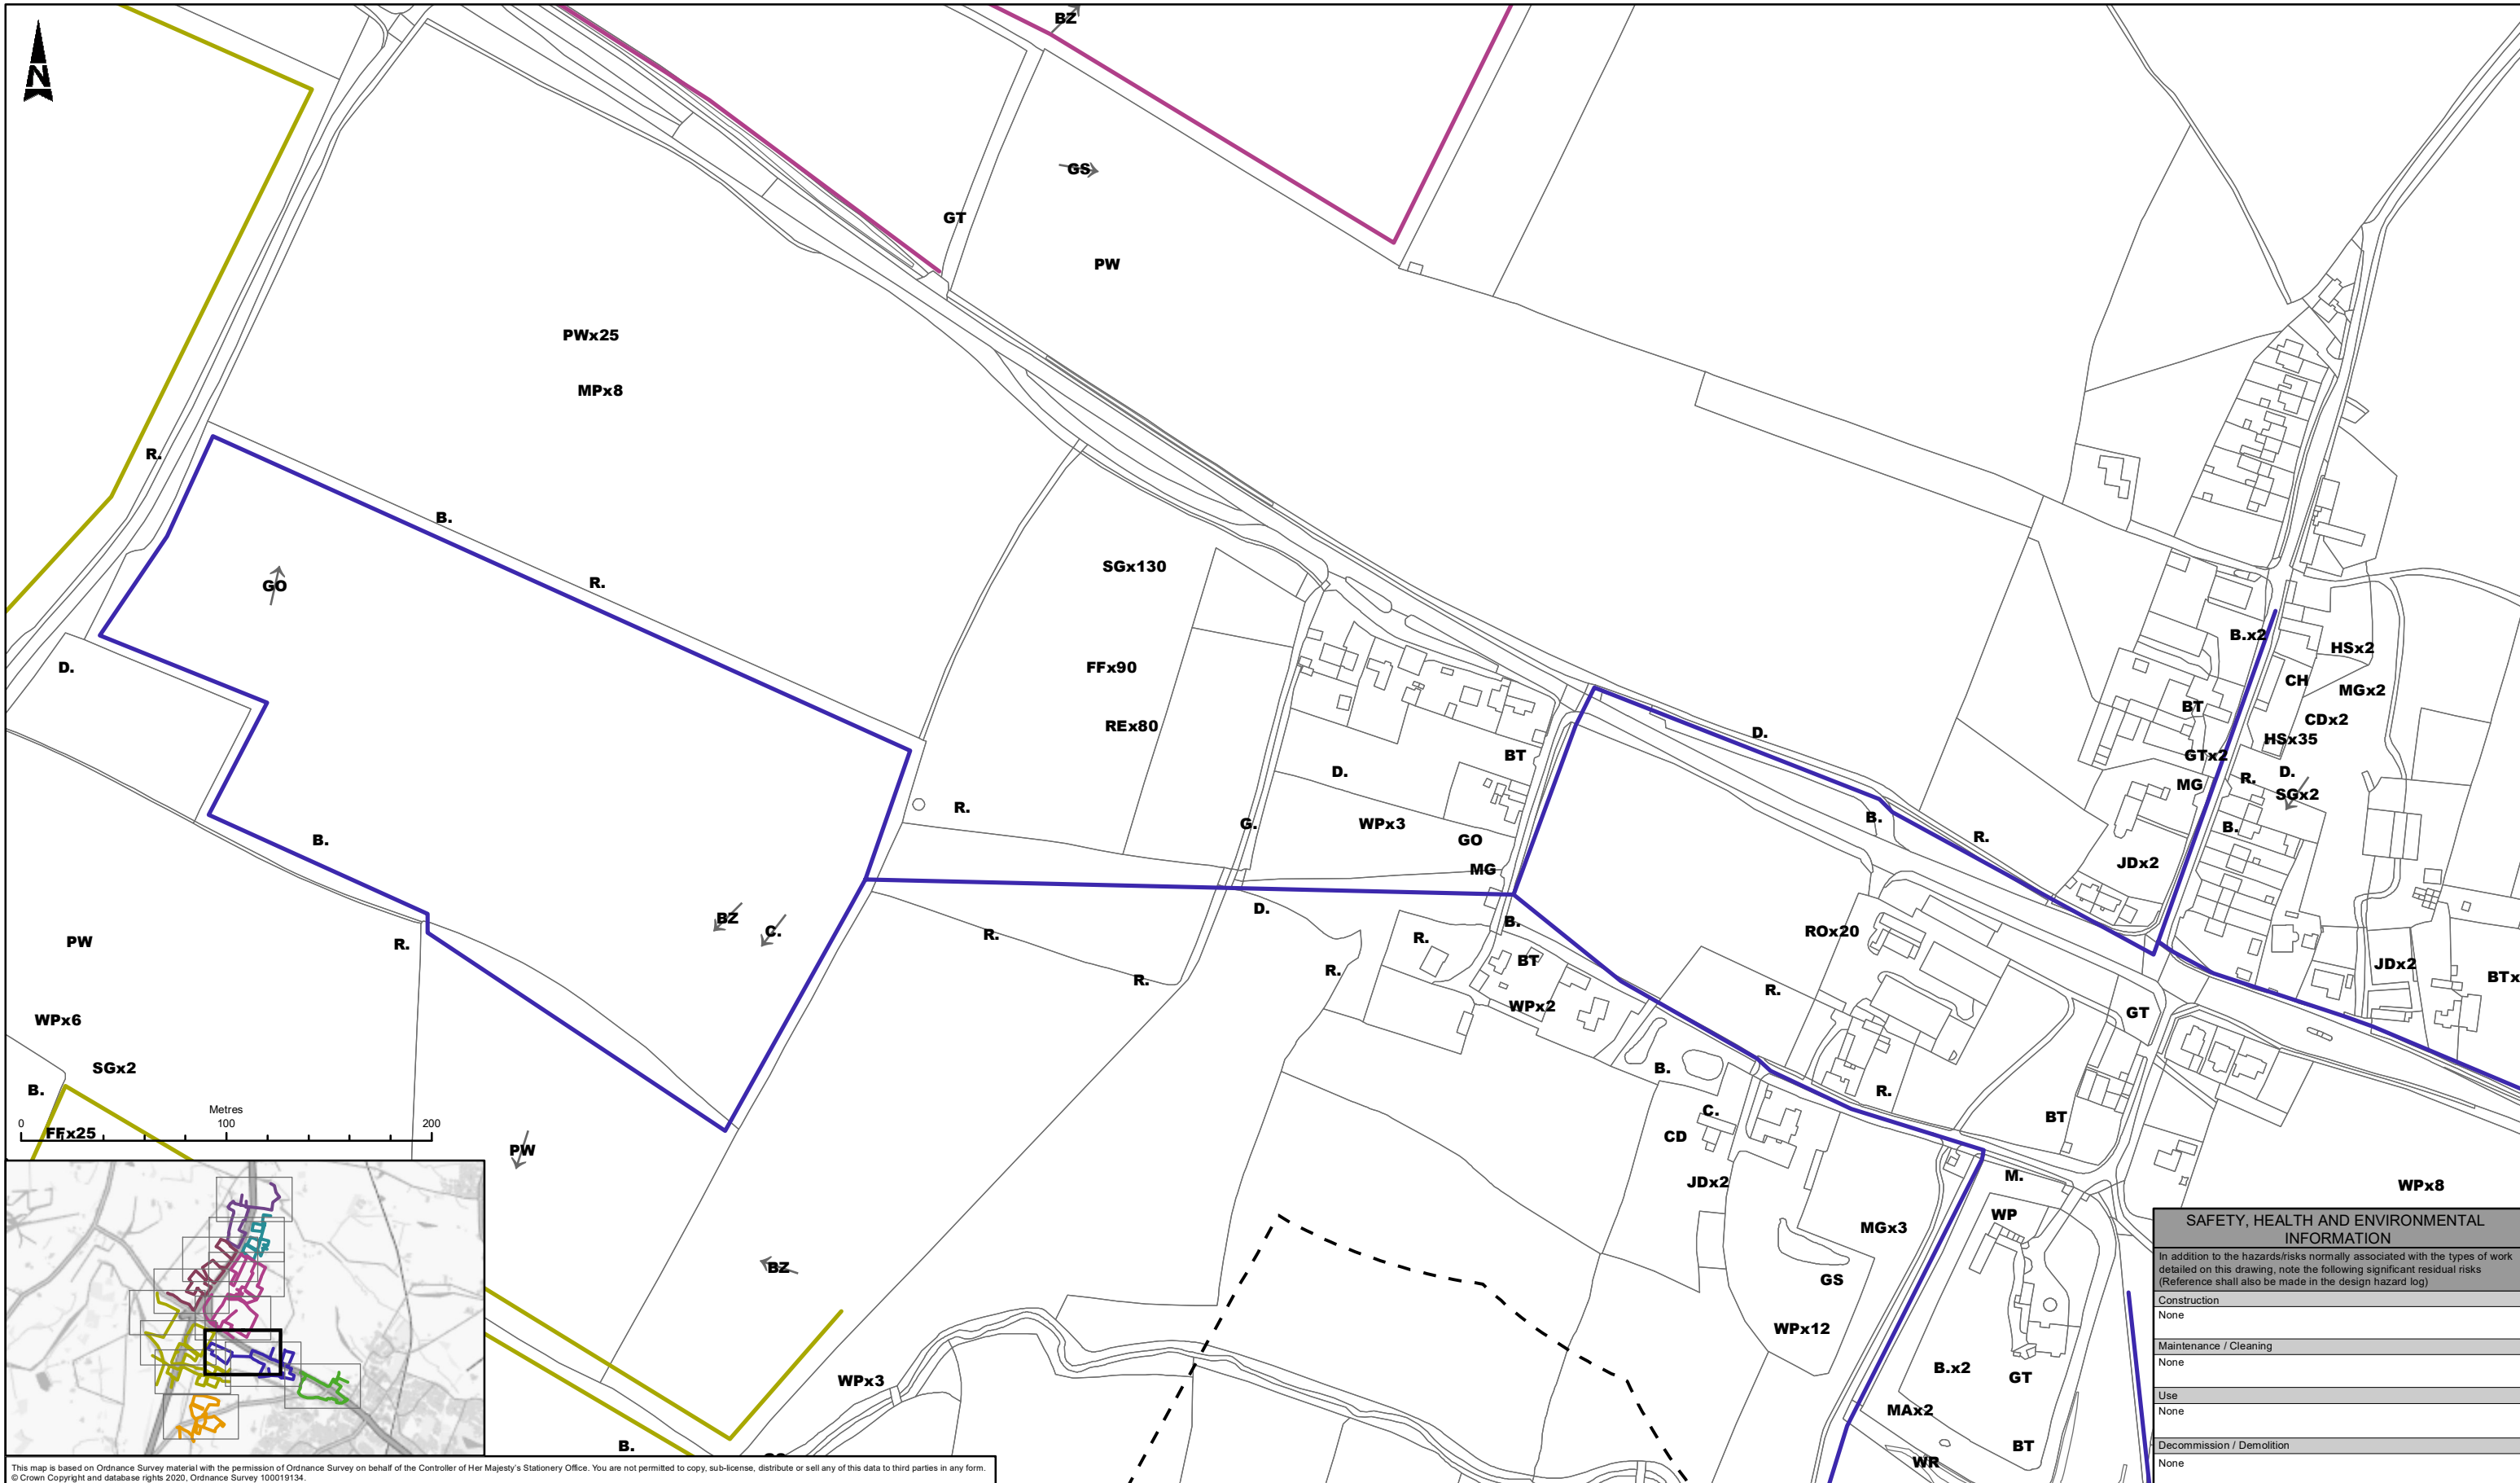 BZ
N
GS
GT
PW
PWx25
MPx8
R.
B.
SGx130
R.
GO
B.x2
HSx2
D.
FFx90
CH
MGx2
BT
RE x80
CDx2
D.
HSx35
BT
GTx2
D.
D.
MG
R.
SGx2
R.
B.
G.
WPx3
B.
R.
B.
GO
JDx2
MG
BZ
C.
D.
B.
ROx20
PW
R.
R.
R.
BT
JDx2
R.
R.
R.
BTx
WPx2
GT
WPx6
SGx2
B.
B.
R.
Metres
0 100 200
C.
BT
FFx25
CD
PW
M.
JDx2
WPx8
WP
MGx3
BZ
GS
WPx12
B.x2
GT
WPx3
MAx2
B.
BT
WR
SAFETY, HEALTH AND ENVIRONMENTAL
INFORMATION
In addition to the hazards/risks normally associated with the types of work
detailed on this drawing, note the following significant residual risks
(Reference shall also be made in the design hazard log)
Construction
None
Maintenance / Cleaning
None
Use
None
Decommission / Demolition
None
This map is based on Ordnance Survey material with the permission of Ordnance Survey on behalf of the Controller of Her Majesty's Stationery Office. You are not permitted to copy, sub-license, distribute or sell any of this data to third parties in any form.
© Crown Copyright and database rights 2020, Ordnance Survey 100019134.